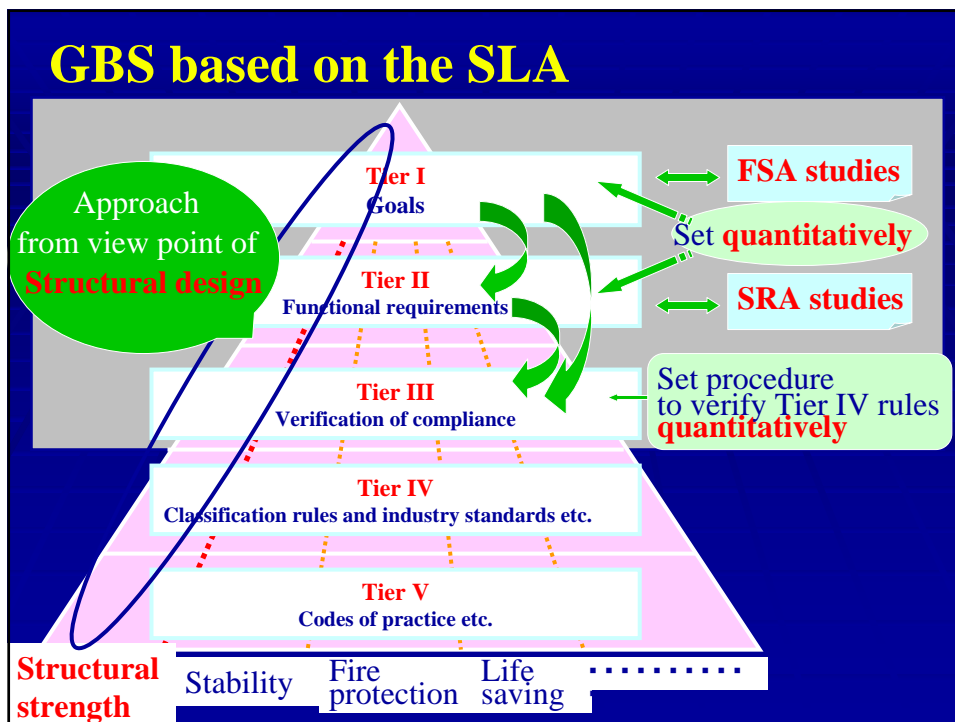 GBS based on the SLA
Approach
from view point of
Structural design
Tier I
Goals
FSA studies
Set quantitatively
Tier II
Functional requirements
SRA studies
Tier III
Verification of compliance
Set procedure
to verify Tier IV rules
quantitatively
Tier IV
Classification rules and industry standards etc.
Tier V
Codes of practice etc.
Structural
strength
Stability
Fire
protection
Life
saving